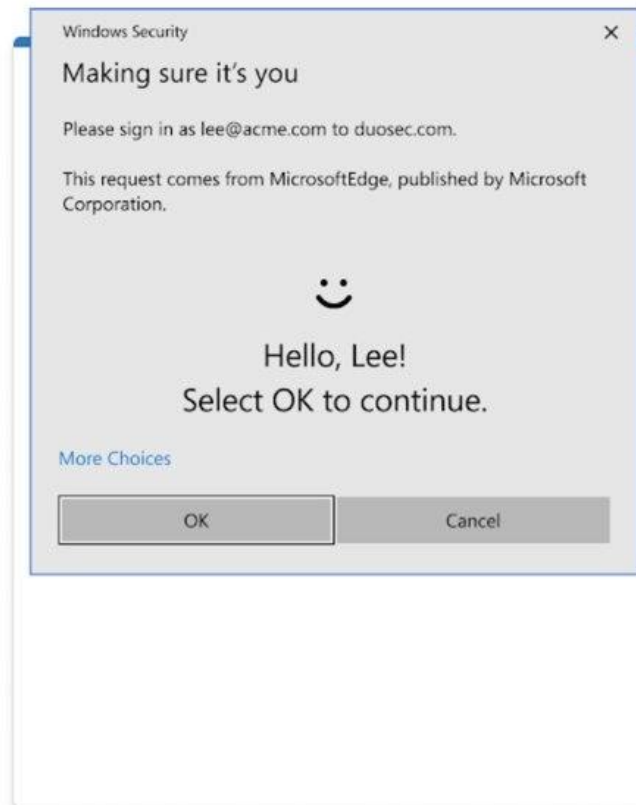 Windows Security
Making sure it's you
Please sign in as lee@acme.com to duosec.com.
This request comes from MicrosoftEdge, published by Microsoft
Corporation.
Hello, Lee!
Select OK to continue.
More Choices
OK
Cancel